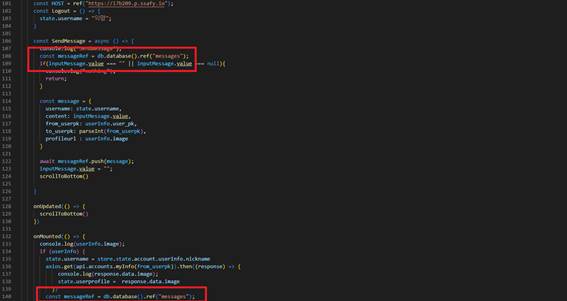 101 const HOST = ref("https://i7b209.p.ssafy.io")
102 const Logout = () => {
103 state.username = "익명"
104 }
105
106 const SendMessage = async () => {
107 console.log("sendmessage");
108 const messageRef = db.database().ref("messages");
109 if(inputMessage.value === "" || inputMessage.value === null){
110 console.log("nothing");
111 return;
112 }
113
114 const message = {
115 username: state.username,
116 content: inputMessage.value,
117 from_userpk: userInfo.user_pk,
118 to_userpk: parseInt(from_userpk),
119 profileurl : userInfo.image
120 }
121
122 await messageRef.push(message);
123 inputMessage.value = "";
124 scrollToBottom()
125
126 }
127
128 onUpdated(() => {
129 scrollToBottom()
130 })
131
132 onMounted(() => {
133 console.log(userInfo.image);
134 if (userInfo) {
135 state.username = store.state.account.userinfo.nickname
136 axios.get(api.accounts.myInfo(from_userpk)).then((response) => {
137 console.log(response.data.image);
138 state.userprofile = response.data.image
139 })
140 const messageRef = db.database().ref("messages");